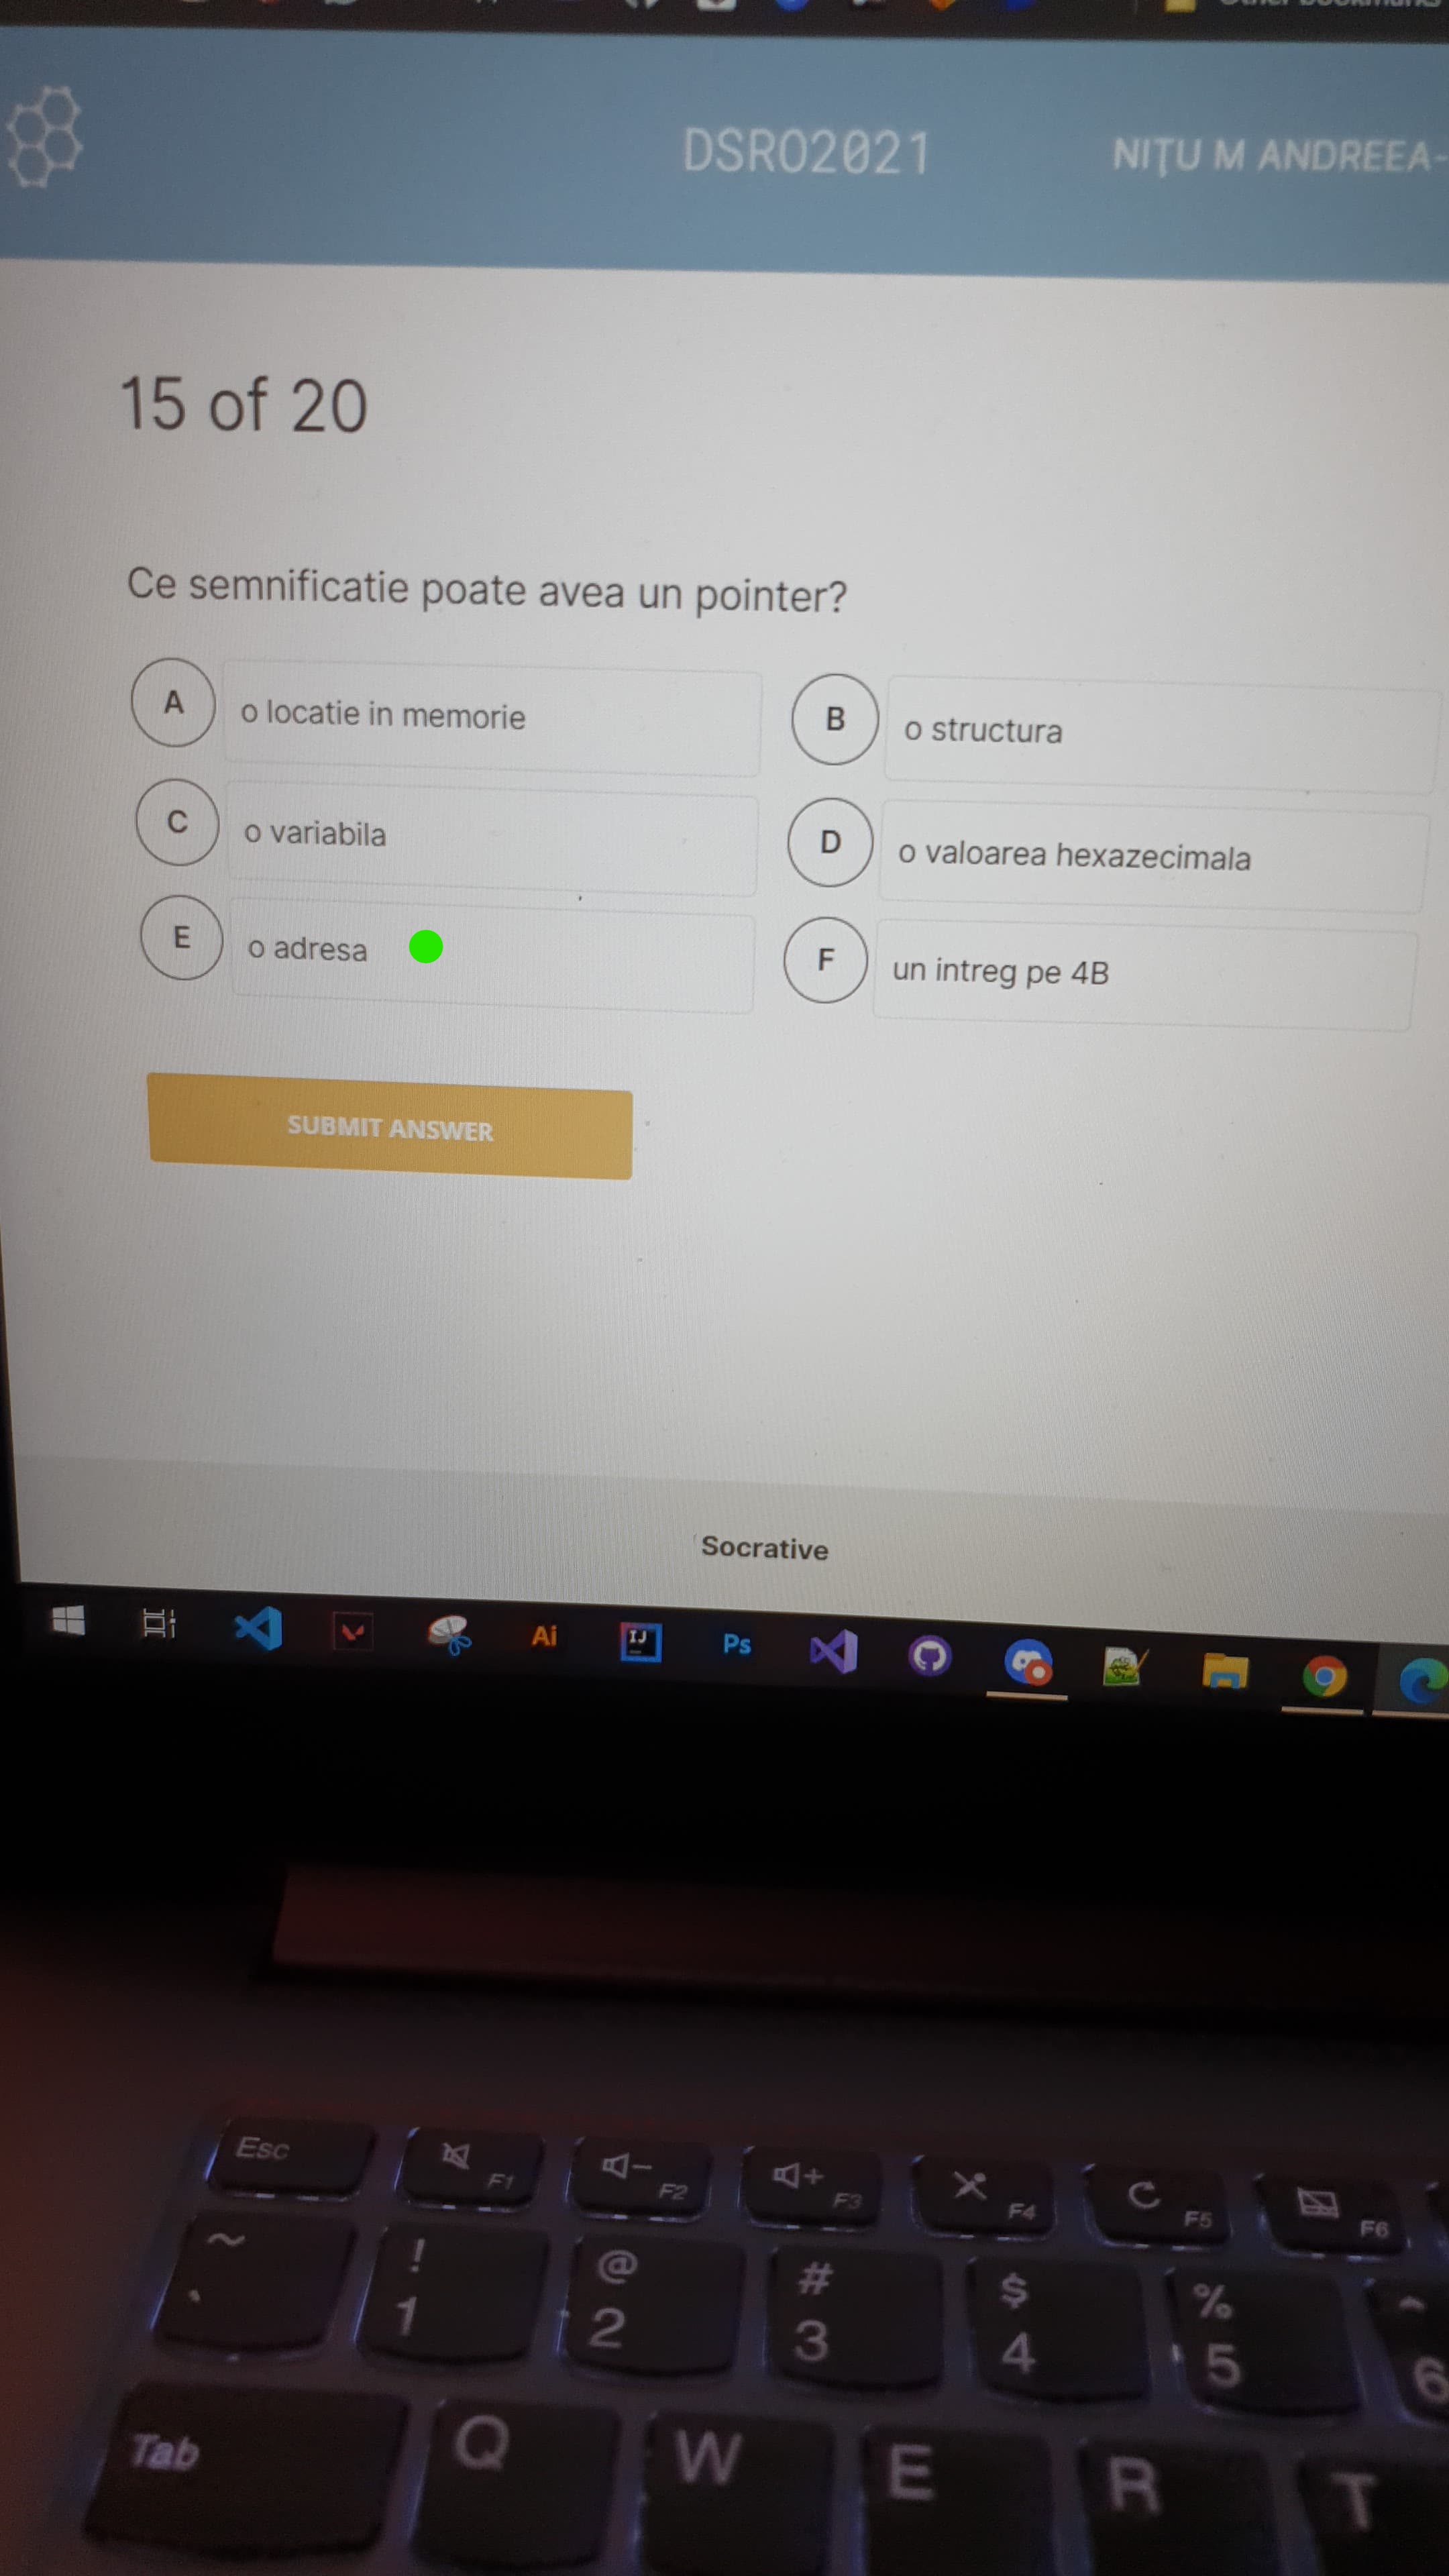 DSRO2021
NIȚU M ANDREEA-
15 of 20
Ce semnificatie poate avea un pointer?
A o locatie in memorie
B o structura
C o variabila
D o valoarea hexazecimala
E o adresa
F un intreg pe 4B
SUBMIT ANSWER
Socrative
Ai
IJ
Ps
Esc
F1
F2
F3
F4
F5
F6
~ ! @ # $ % ^
` 1 2 3 4 5 6
Tab Q W E R T